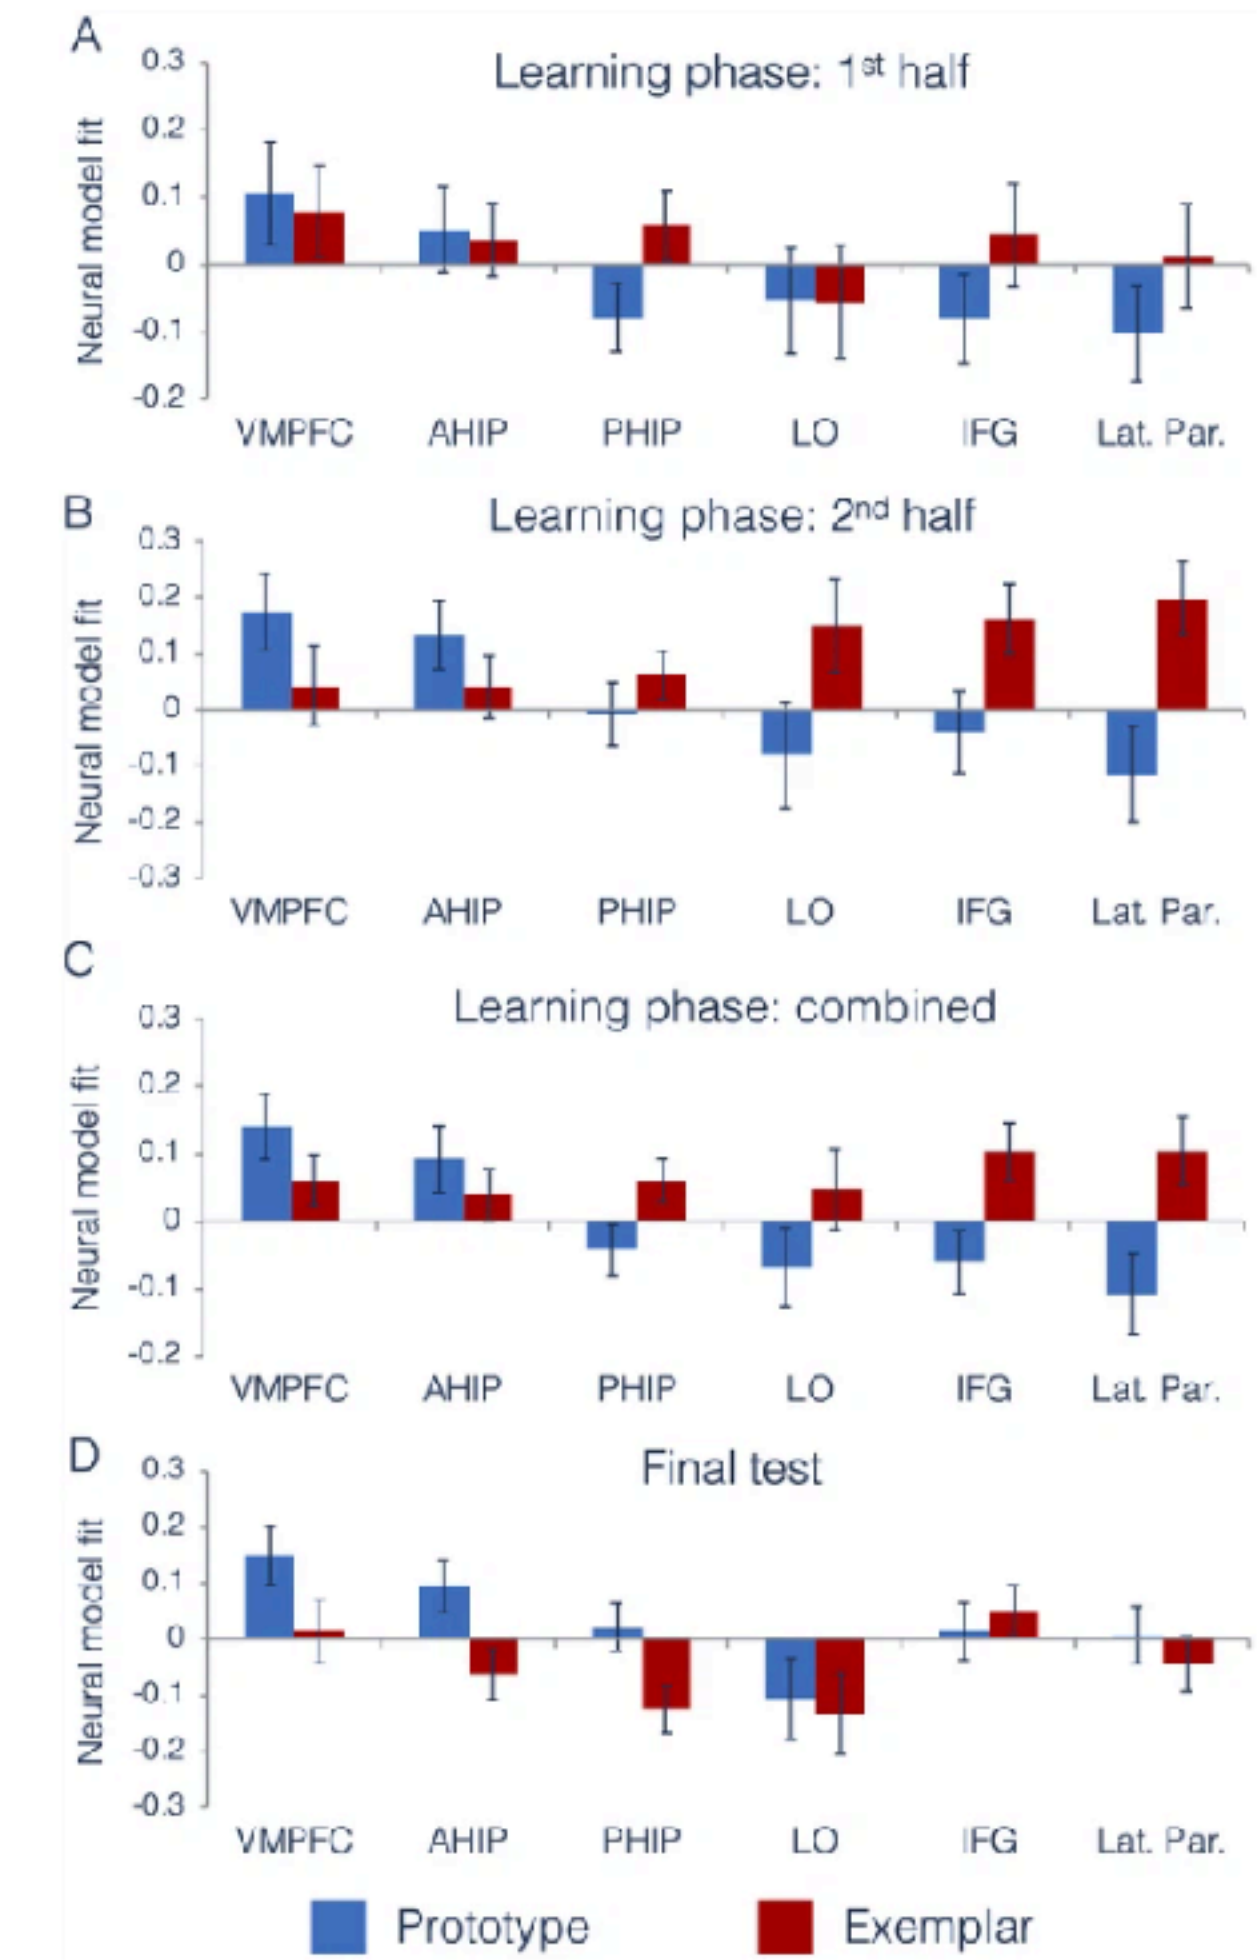 A
Learning phase: 1st half
Neural model fit
0.3
0.2
0.1
0
-0.1
-0.2
VMPFC AHIP PHIP LO IFG Lat. Par.
B
Learning phase: 2nd half
Neural model fit
0.3
0.2
0.1
0
-0.1
-0.2
-0.3
VMPFC AHIP PHIP LO IFG Lat. Par.
C
Learning phase: combined
Neural model fit
0.3
0.2
0.1
0
-0.1
-0.2
VMPFC AHIP PHIP LO IFG Lat. Par.
D
Final test
Neural model fit
0.3
0.2
0.1
0
-0.1
-0.2
-0.3
VMPFC AHIP PHIP LO IFG Lat. Par.
Prototype Exemplar